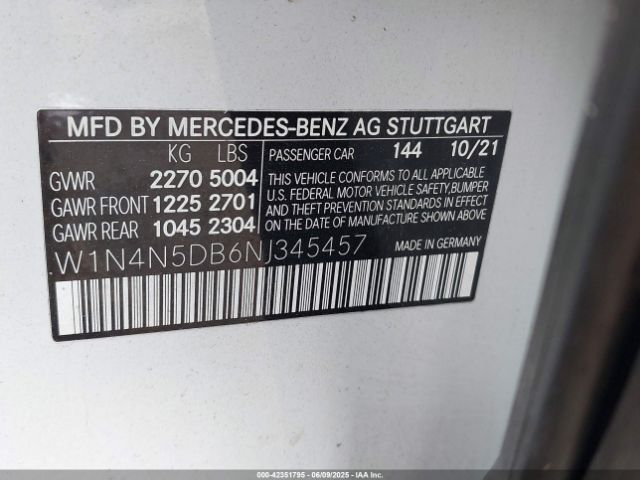 MFD BY MERCEDES-BENZ AG STUTTGART
KG LBS PASSENGER CAR 144 10/21
GVWR 2270 5004
GAWR FRONT 1225 2701
GAWR REAR 1045 2304
THIS VEHICLE CONFORMS TO ALL APPLICABLE
U.S. FEDERAL MOTOR VEHICLE SAFETY,BUMPER
AND THEFT PREVENTION STANDARDS IN EFFECT
ON THE DATE OF MANUFACTURE SHOWN ABOVE.
W1N4N5DB6NJ345457 MADE IN GERMANY
000-42351795 - 06/09/2025 - IAAI.COM